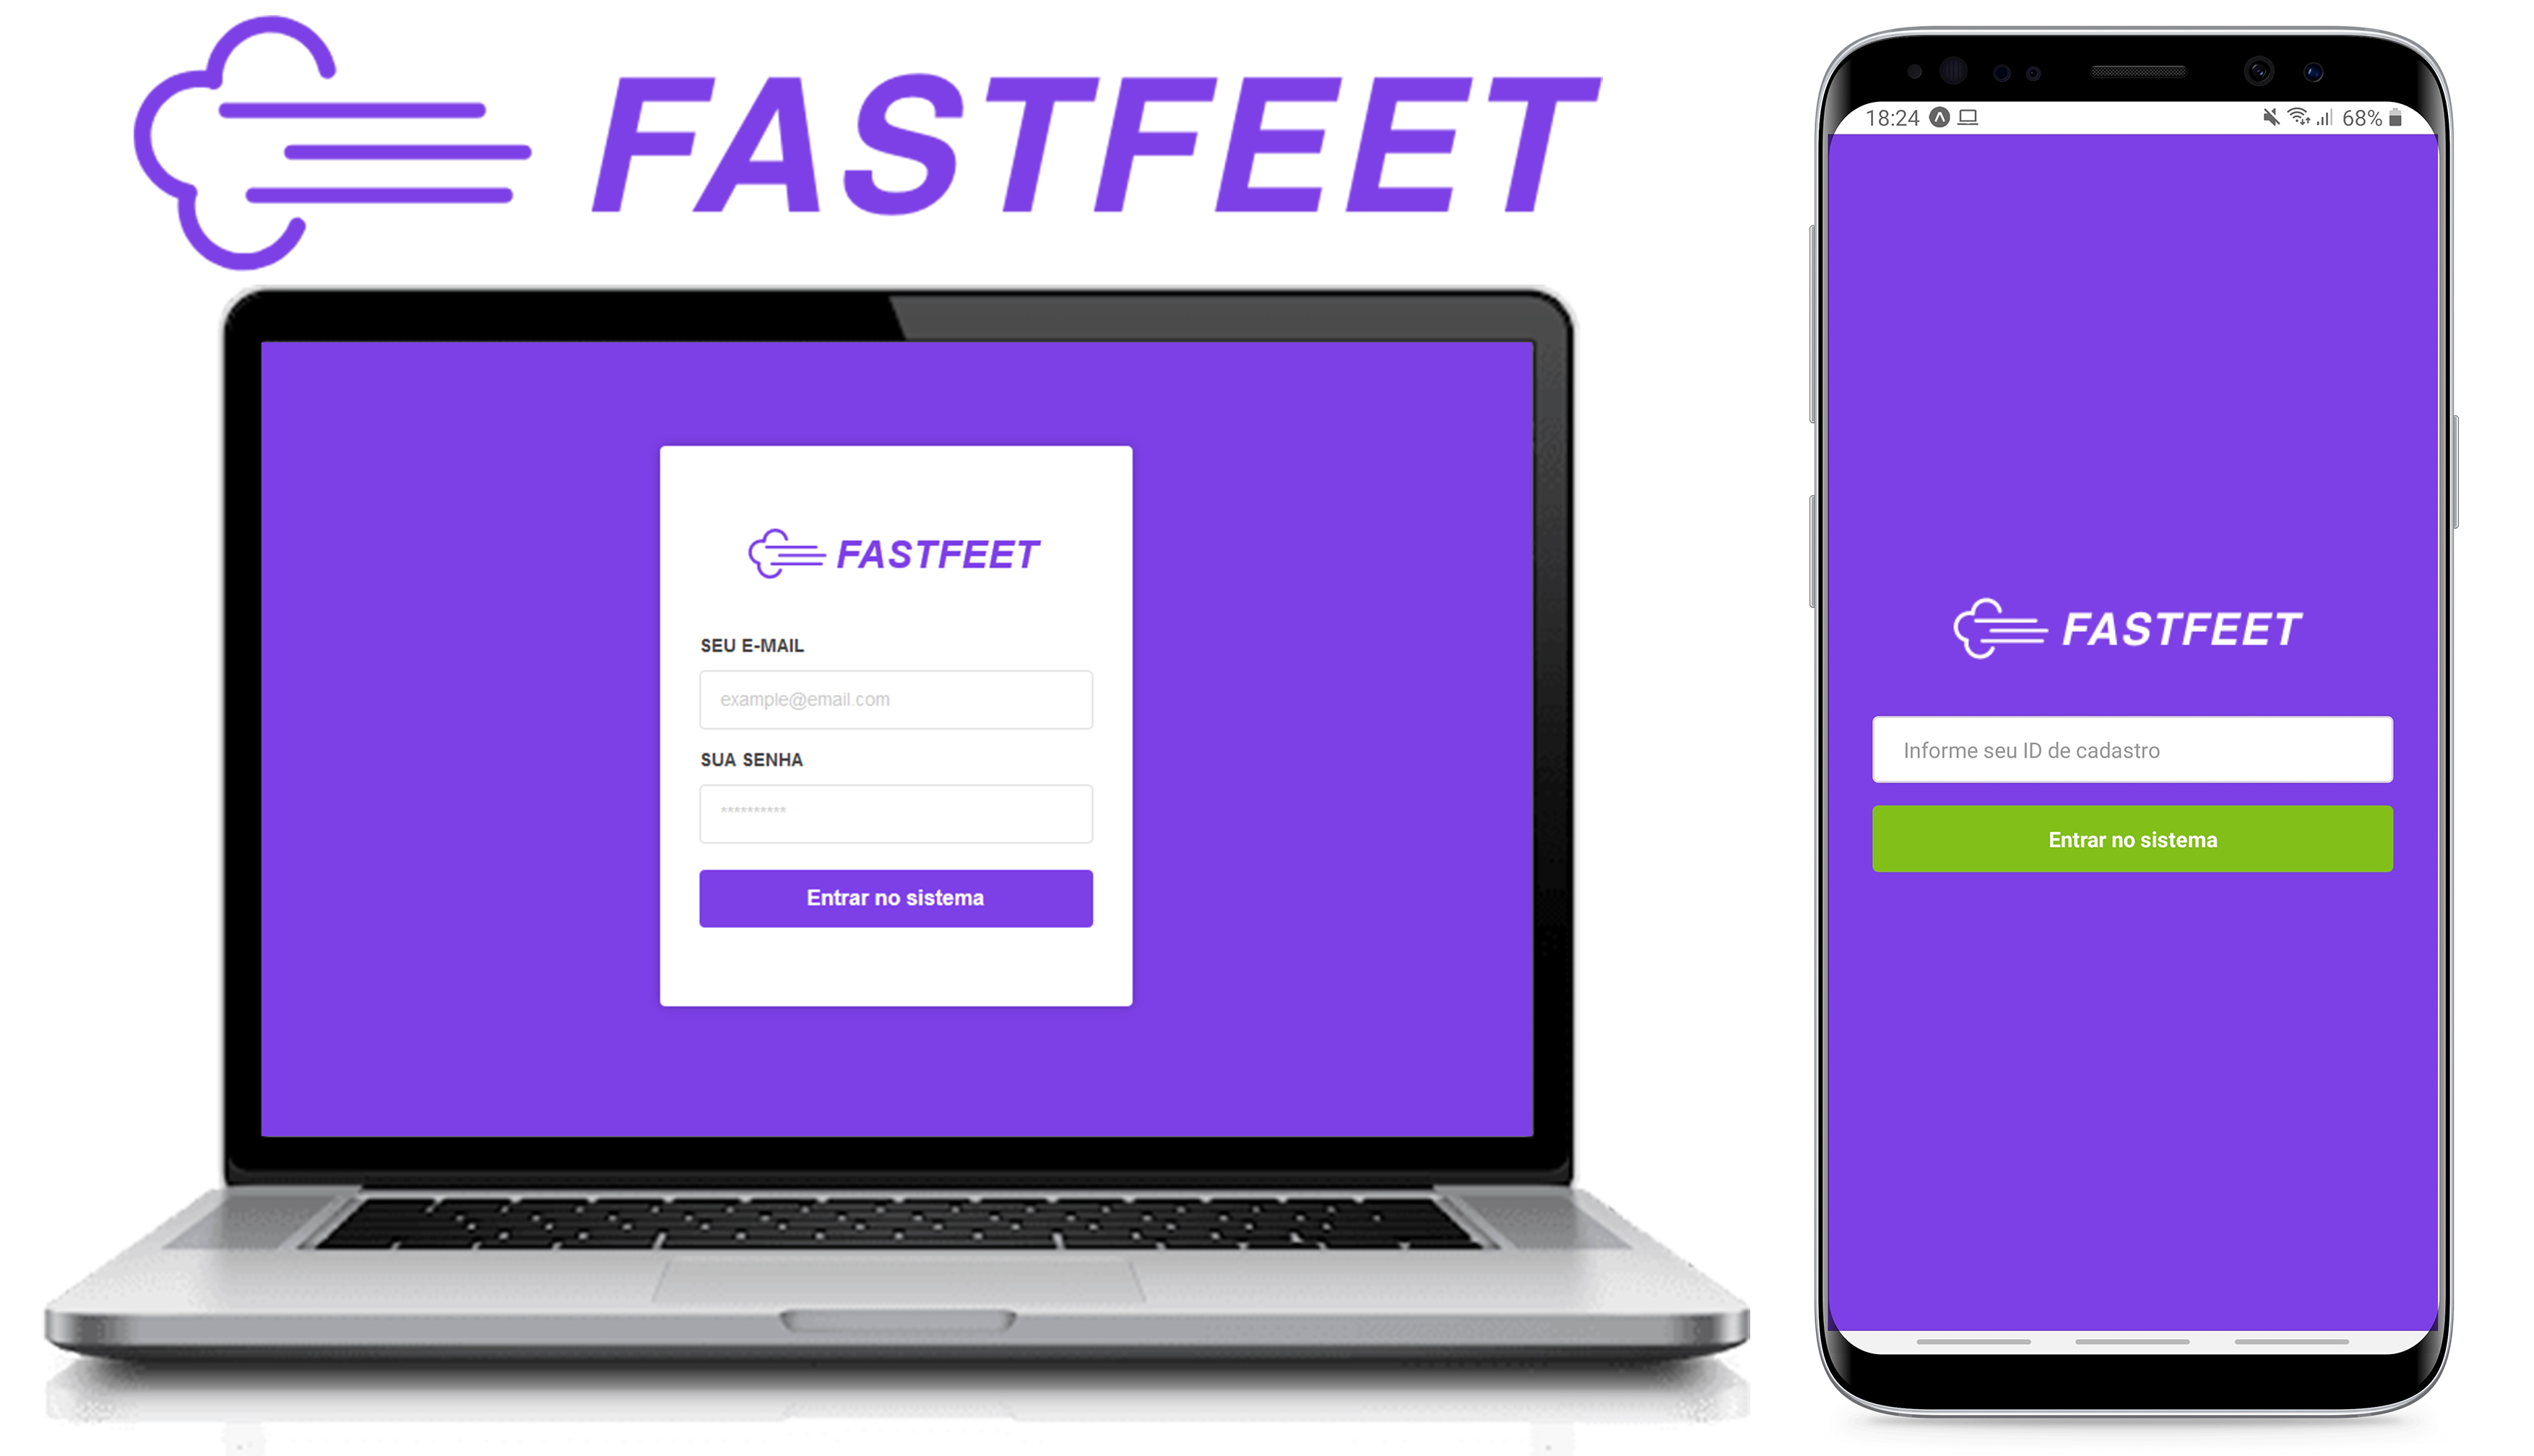 FASTFEET
FASTFEET
SEU E-MAIL
example@email.com
SUA SENHA
**********
Entrar no sistema
18:24
68%
FASTFEET
Informe seu ID de cadastro
Entrar no sistema